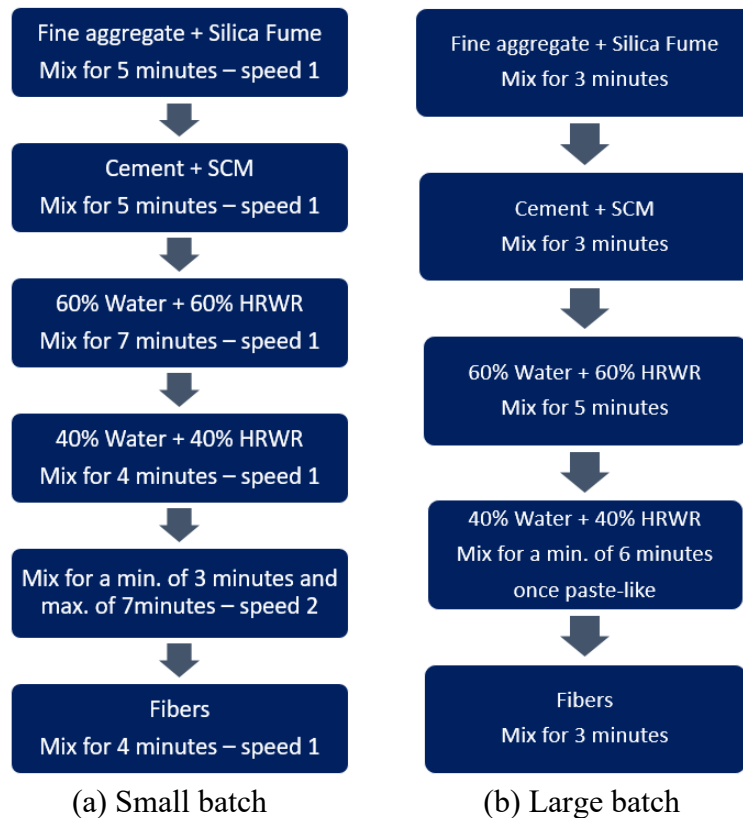 Fine aggregate + Silica Fume
Mix for 5 minutes – speed 1
Cement + SCM
Mix for 5 minutes – speed 1
60% Water + 60% HRWR
Mix for 7 minutes – speed 1
40% Water + 40% HRWR
Mix for 4 minutes – speed 1
Mix for a min. of 3 minutes and
max. of 7minutes – speed 2
Fibers
Mix for 4 minutes – speed 1
(a) Small batch
Fine aggregate + Silica Fume
Mix for 3 minutes
Cement + SCM
Mix for 3 minutes
60% Water + 60% HRWR
Mix for 5 minutes
40% Water + 40% HRWR
Mix for a min. of 6 minutes
once paste-like
Fibers
Mix for 3 minutes
(b) Large batch